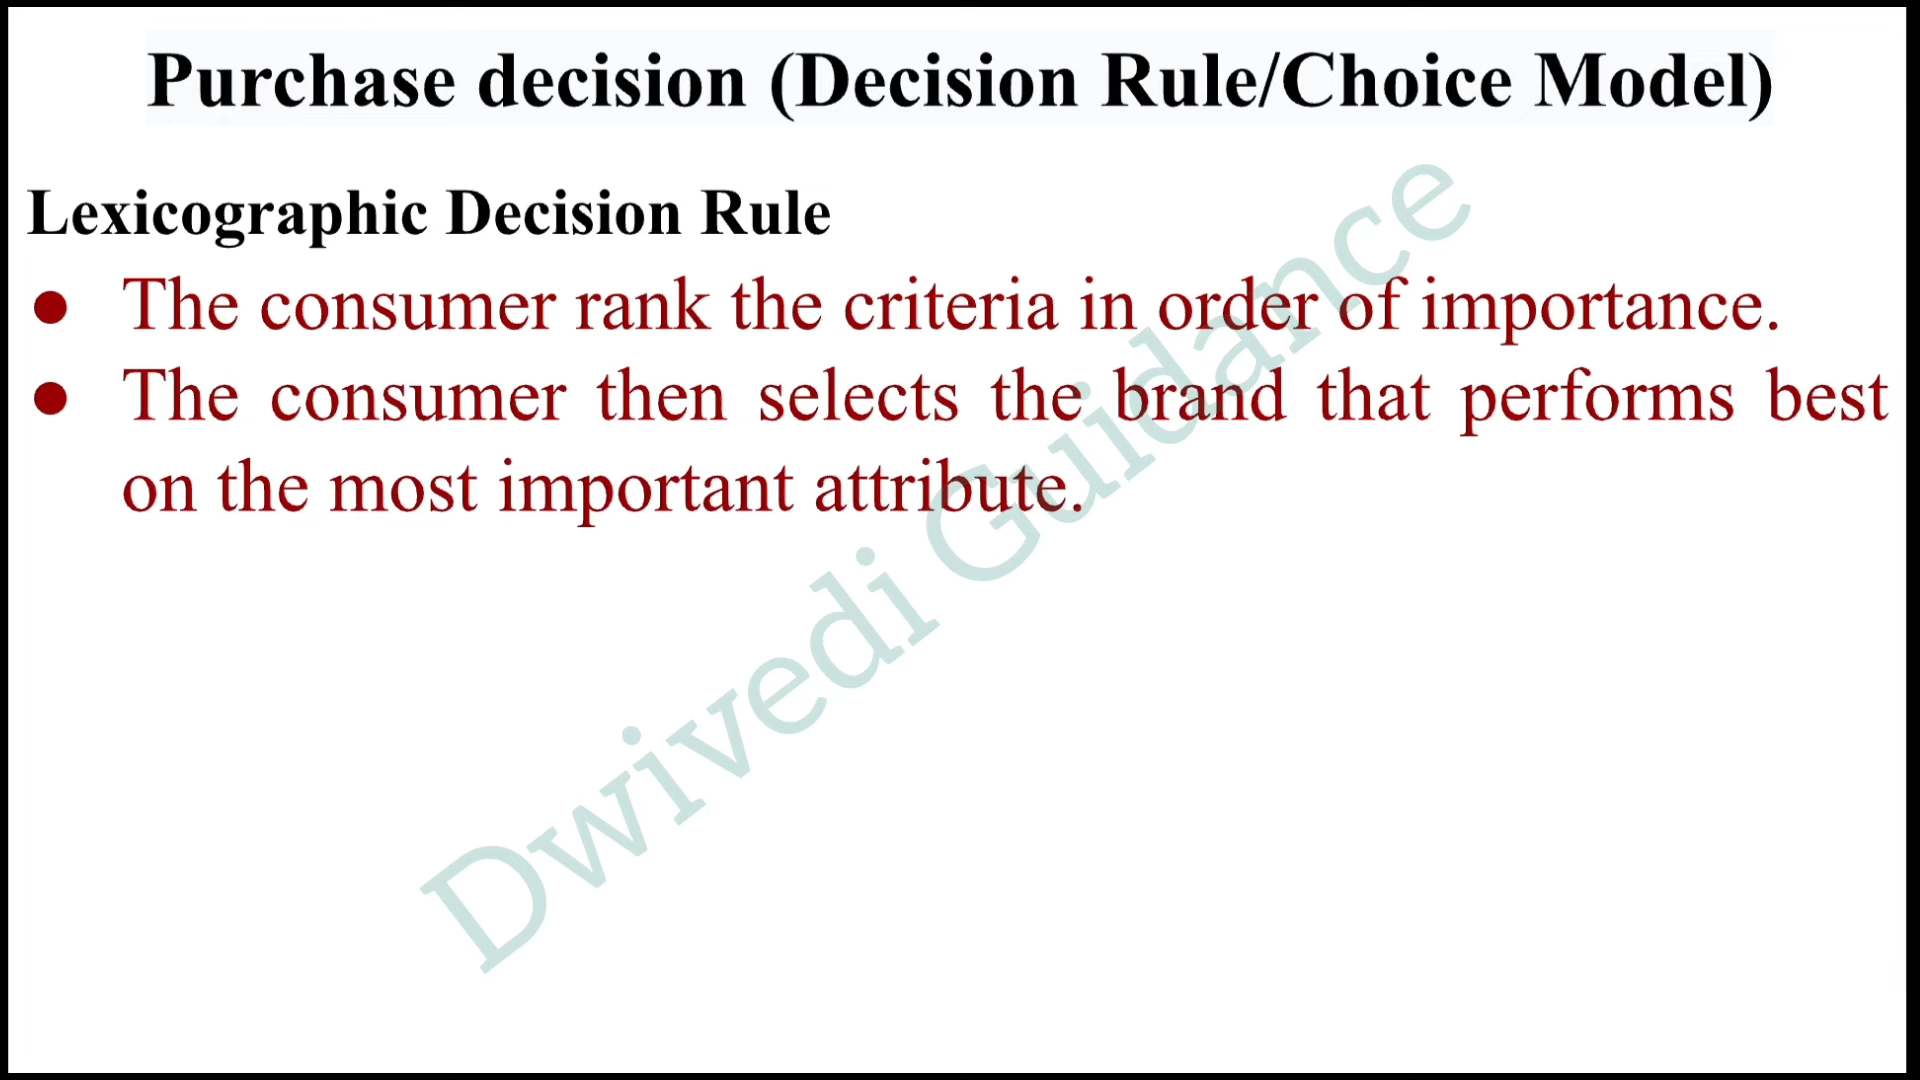 Purchase decision (Decision Rule/Choice Model)
Lexicographic Decision Rule
● The consumer rank the criteria in order of importance.
● The consumer then selects the brand that performs best
on the most important attribute.
Dwivedi Guidance